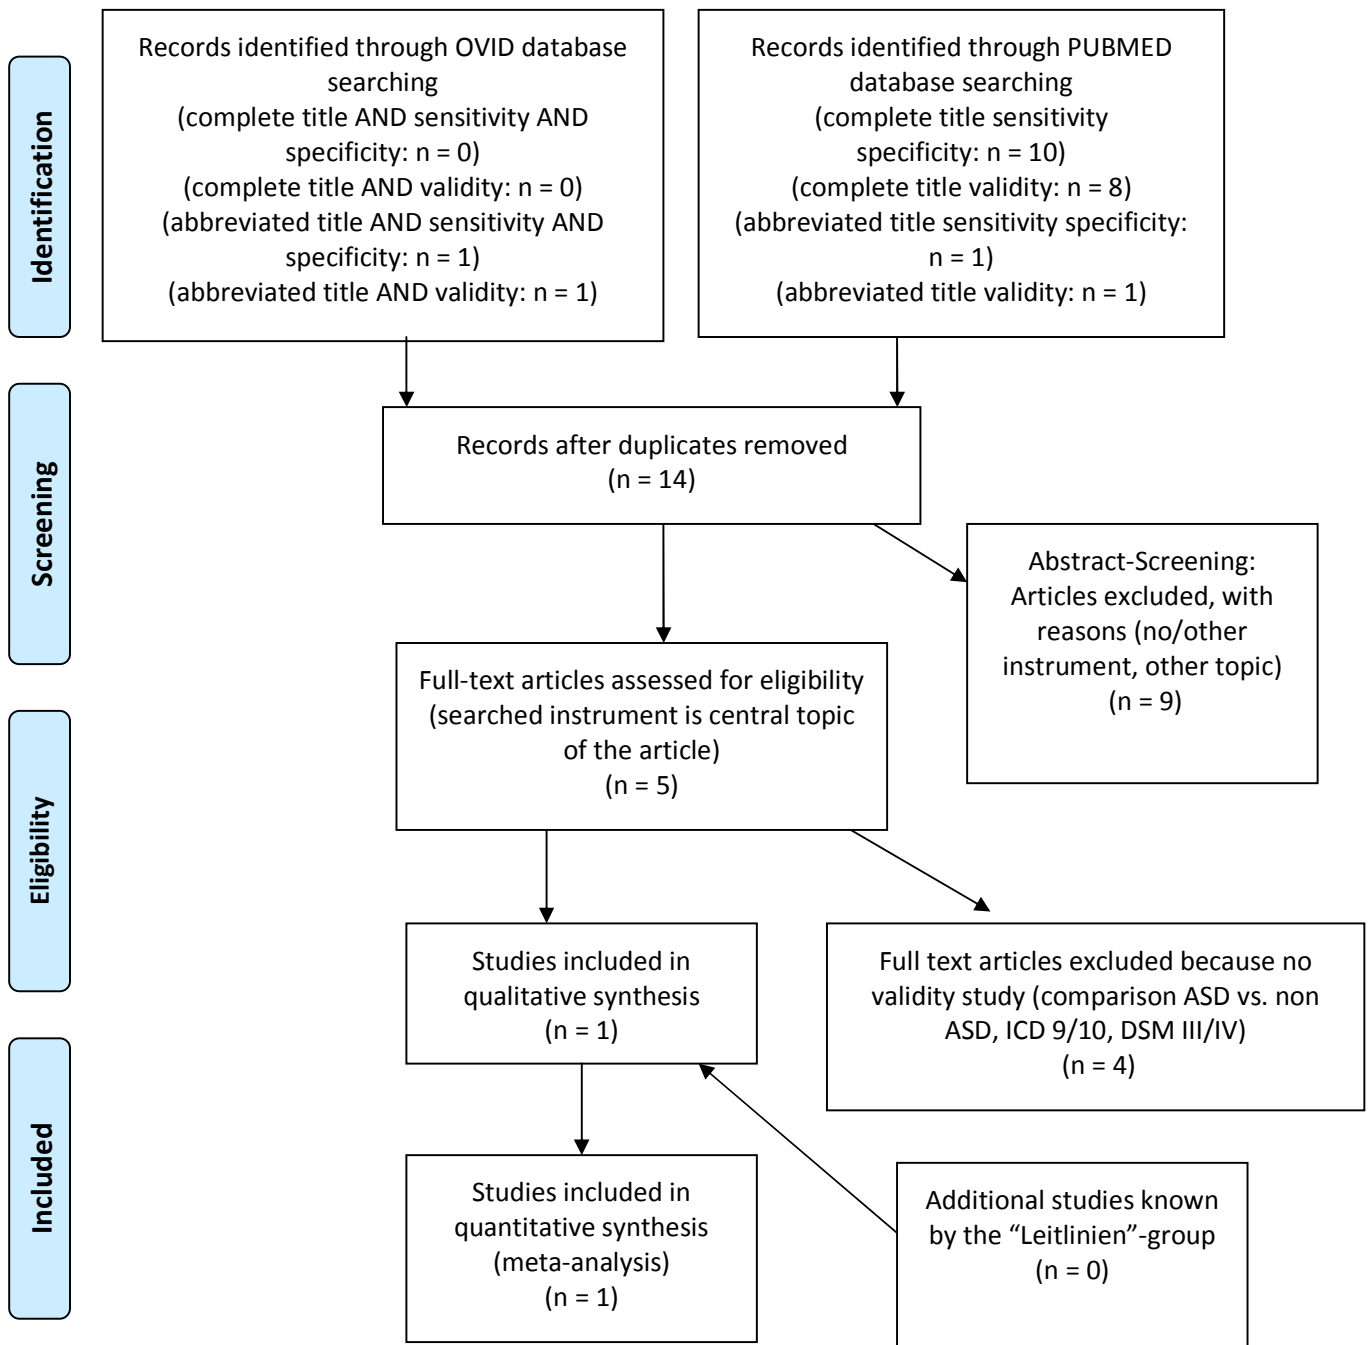 Identification
Records identified through OVID database
searching
(complete title AND sensitivity AND
specificity: n = 0)
(complete title AND validity: n = 0)
(abbreviated title AND sensitivity AND
specificity: n = 1)
(abbreviated title AND validity: n = 1)
Records identified through PUBMED
database searching
(complete title sensitivity
specificity: n = 10)
(complete title validity: n = 8)
(abbreviated title sensitivity specificity:
n = 1)
(abbreviated title validity: n = 1)
Screening
Records after duplicates removed
(n = 14)
Abstract-Screening:
Articles excluded, with
reasons (no/other
instrument, other topic)
(n = 9)
Eligibility
Full-text articles assessed for eligibility
(searched instrument is central topic
of the article)
(n = 5)
Studies included in
qualitative synthesis
(n = 1)
Full text articles excluded because no
validity study (comparison ASD vs. non
ASD, ICD 9/10, DSM III/IV)
(n = 4)
Included
Studies included in
quantitative synthesis
(meta-analysis)
(n = 1)
Additional studies known
by the “Leitlinien”-group
(n = 0)